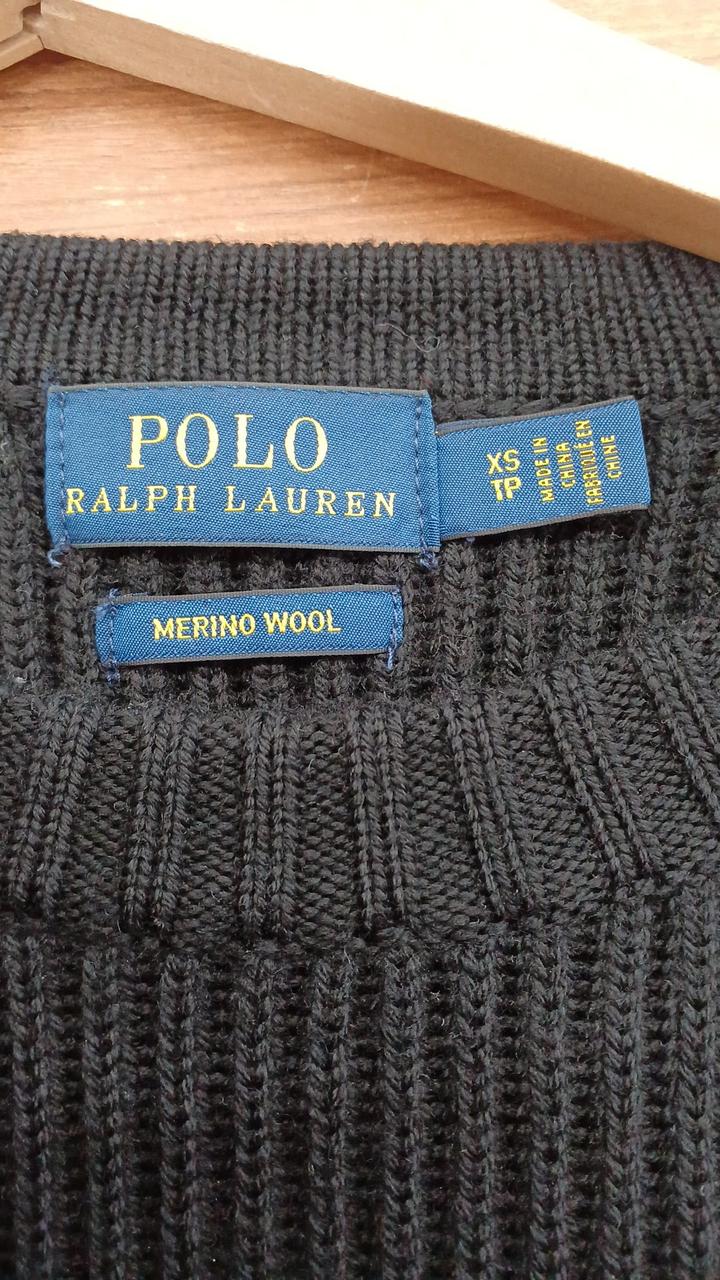 POLO
RALPH LAUREN
XS
TP
MADE IN
CHINA
FABRIQUÉ EN
CHINE
MERINO WOOL